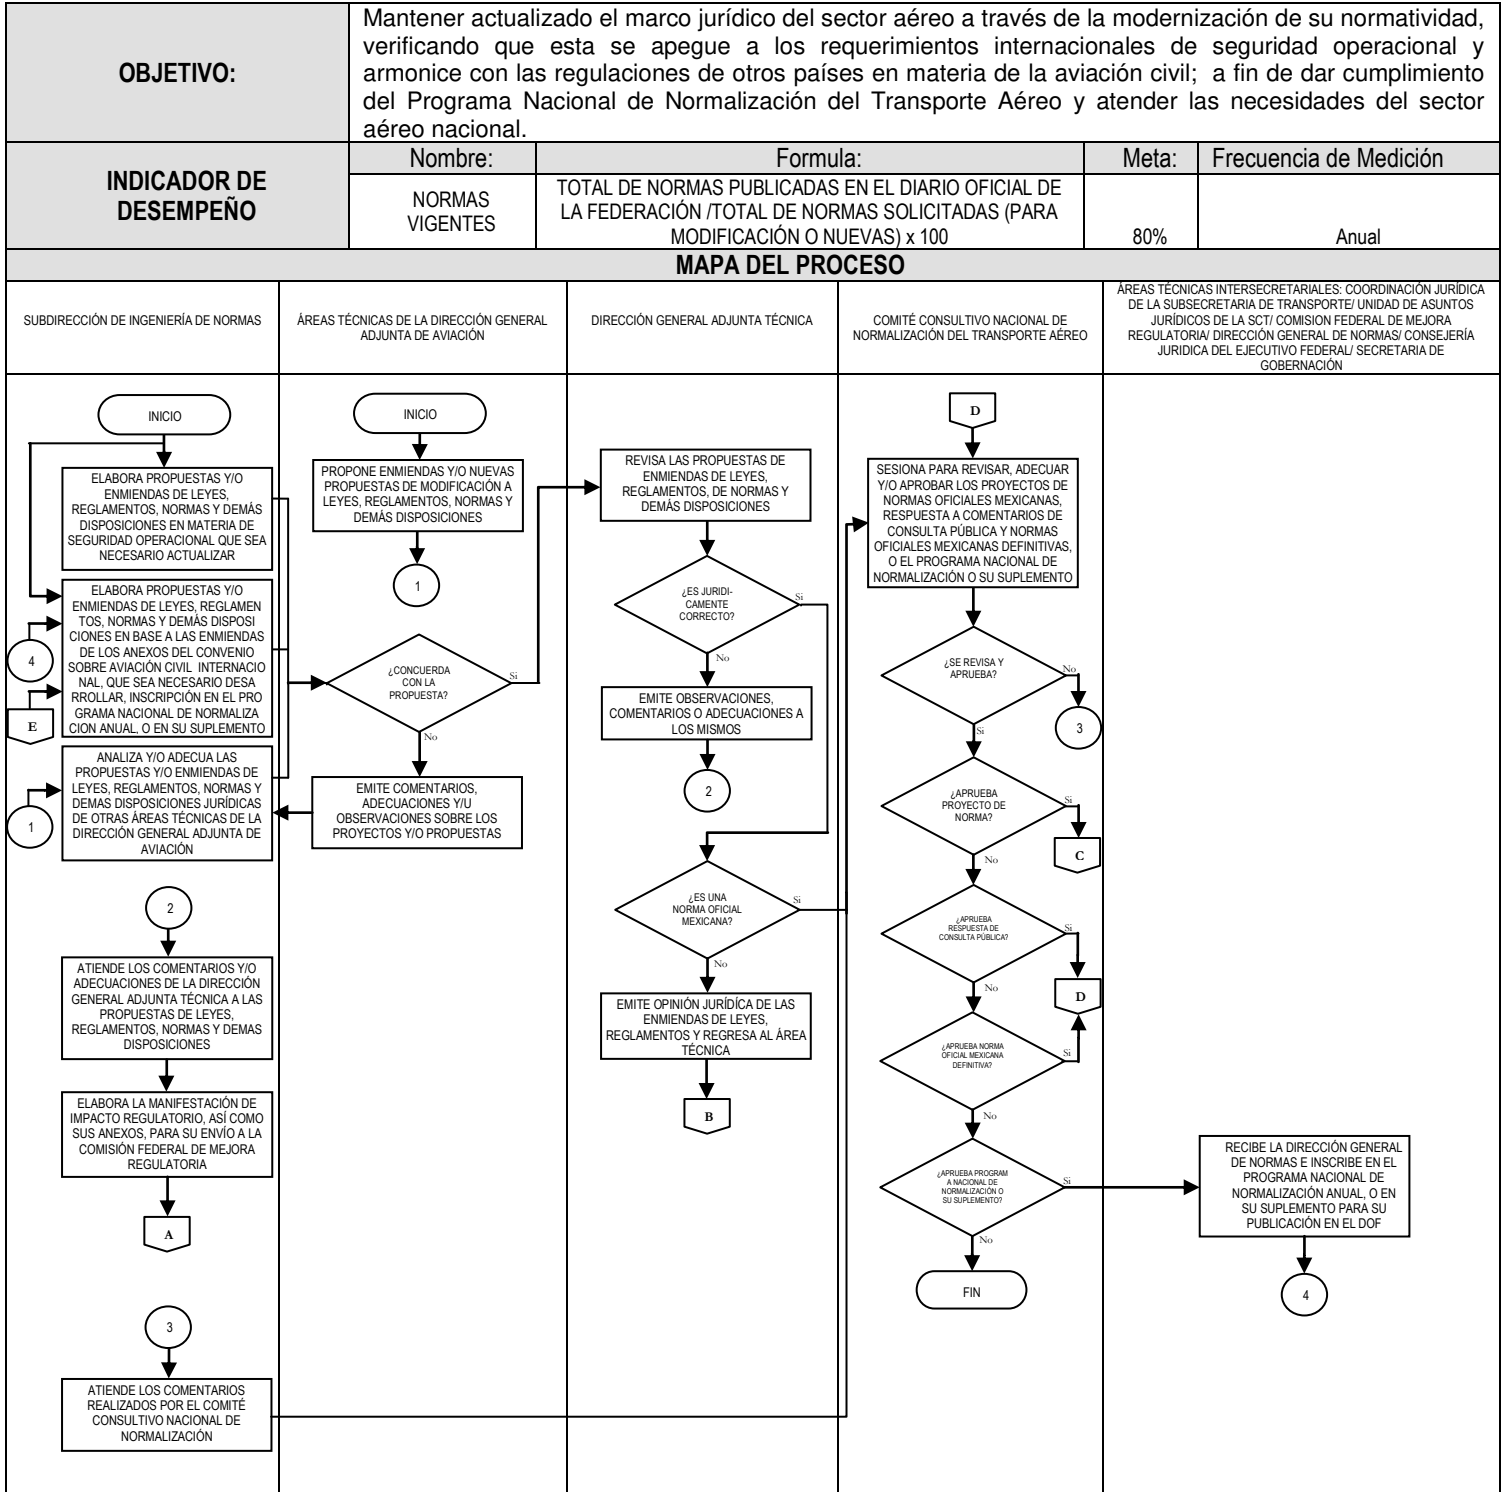 OBJETIVO:
Mantener actualizado el marco jurídico del sector aéreo a través de la modernización de su normatividad,
verificando que esta se apegue a los requerimientos internacionales de seguridad operacional y
armonice con las regulaciones de otros países en materia de la aviación civil; a fin de dar cumplimiento
del Programa Nacional de Normalización del Transporte Aéreo y atender las necesidades del sector
aéreo nacional.
INDICADOR DE
DESEMPEÑO
Nombre:
Formula:
Meta:
Frecuencia de Medición
NORMAS
VIGENTES
TOTAL DE NORMAS PUBLICADAS EN EL DIARIO OFICIAL DE
LA FEDERACIÓN /TOTAL DE NORMAS SOLICITADAS (PARA
MODIFICACIÓN O NUEVAS) x 100
80%
Anual
MAPA DEL PROCESO
SUBDIRECCIÓN DE INGENIERÍA DE NORMAS
ÁREAS TÉCNICAS DE LA DIRECCIÓN GENERAL
ADJUNTA DE AVIACIÓN
DIRECCIÓN GENERAL ADJUNTA TÉCNICA
COMITÉ CONSULTIVO NACIONAL DE
NORMALIZACIÓN DEL TRANSPORTE AÉREO
ÁREAS TÉCNICAS INTERSECRETARIALES: COORDINACIÓN JURÍDICA
DE LA SUBSECRETARIA DE TRANSPORTE/ UNIDAD DE ASUNTOS
JURÍDICOS DE LA SCT/ COMISION FEDERAL DE MEJORA
REGULATORIA/ DIRECCIÓN GENERAL DE NORMAS/ CONSEJERÍA
JURIDICA DEL EJECUTIVO FEDERAL/ SECRETARIA DE
GOBERNACIÓN
INICIO
ELABORA PROPUESTAS Y/O
ENMIENDAS DE LEYES,
REGLAMENTOS, NORMAS Y DEMÁS
DISPOSICIONES EN MATERIA DE
SEGURIDAD OPERACIONAL QUE SEA
NECESARIO ACTUALIZAR
ELABORA PROPUESTAS Y/O
ENMIENDAS DE LEYES, REGLAMEN
TOS, NORMAS Y DEMÁS DISPOSI
CIONES EN BASE A LAS ENMIENDAS
DE LOS ANEXOS DEL CONVENIO
SOBRE AVIACIÓN CIVIL INTERNACIO
NAL, QUE SEA NECESARIO DESA
RROLLAR, INSCRIPCIÓN EN EL PRO
GRAMA NACIONAL DE NORMALIZA
CION ANUAL, O EN SU SUPLEMENTO
4
E
ANALIZA Y/O ADECUA LAS
PROPUESTAS Y/O ENMIENDAS DE
LEYES, REGLAMENTOS, NORMAS Y
DEMAS DISPOSICIONES JURÍDICAS
DE OTRAS ÁREAS TÉCNICAS DE LA
DIRECCIÓN GENERAL ADJUNTA DE
AVIACIÓN
1
2
ATIENDE LOS COMENTARIOS Y/O
ADECUACIONES DE LA DIRECCIÓN
GENERAL ADJUNTA TÉCNICA A LAS
PROPUESTAS DE LEYES,
REGLAMENTOS, NORMAS Y DEMAS
DISPOSICIONES
ELABORA LA MANIFESTACIÓN DE
IMPACTO REGULATORIO, ASÍ COMO
SUS ANEXOS, PARA SU ENVÍO A LA
COMISIÓN FEDERAL DE MEJORA
REGULATORIA
A
3
ATIENDE LOS COMENTARIOS
REALIZADOS POR EL COMITÉ
CONSULTIVO NACIONAL DE
NORMALIZACIÓN
INICIO
PROPONE ENMIENDAS Y/O NUEVAS
PROPUESTAS DE MODIFICACIÓN A
LEYES, REGLAMENTOS, NORMAS Y
DEMÁS DISPOSICIONES
1
¿CONCUERDA
CON LA
PROPUESTA?
Si
No
EMITE COMENTARIOS,
ADECUACIONES Y/U
OBSERVACIONES SOBRE LOS
PROYECTOS Y/O PROPUESTAS
REVISA LAS PROPUESTAS DE
ENMIENDAS DE LEYES,
REGLAMENTOS, DE NORMAS Y
DEMÁS DISPOSICIONES
¿ES JURIDI-
CAMENTE
CORRECTO?
Si
No
EMITE OBSERVACIONES,
COMENTARIOS O ADECUACIONES A
LOS MISMOS
2
¿ES UNA
NORMA OFICIAL
MEXICANA?
Si
No
EMITE OPINIÓN JURÍDÍCA DE LAS
ENMIENDAS DE LEYES,
REGLAMENTOS Y REGRESA AL ÁREA
TÉCNICA
B
D
SESIONA PARA REVISAR, ADECUAR
Y/O APROBAR LOS PROYECTOS DE
NORMAS OFICIALES MEXICANAS,
RESPUESTA A COMENTARIOS DE
CONSULTA PÚBLICA Y NORMAS
OFICIALES MEXICANAS DEFINITIVAS,
O EL PROGRAMA NACIONAL DE
NORMALIZACIÓN O SU SUPLEMENTO
¿SE REVISA Y
APRUEBA?
No
3
Si
¿APRUEBA
PROYECTO DE
NORMA?
Si
C
No
¿APRUEBA
RESPUESTA DE
CONSULTA PÚBLICA?
Si
D
No
¿APRUEBA NORMA
OFICIAL MEXICANA
DEFINITIVA?
Si
No
¿APRUEBA PROGRAM
A NACIONAL DE
NORMALIZACIÓN O
SU SUPLEMENTO?
Si
No
FIN
RECIBE LA DIRECCIÓN GENERAL
DE NORMAS E INSCRIBE EN EL
PROGRAMA NACIONAL DE
NORMALIZACIÓN ANUAL, O EN
SU SUPLEMENTO PARA SU
PUBLICACIÓN EN EL DOF
4